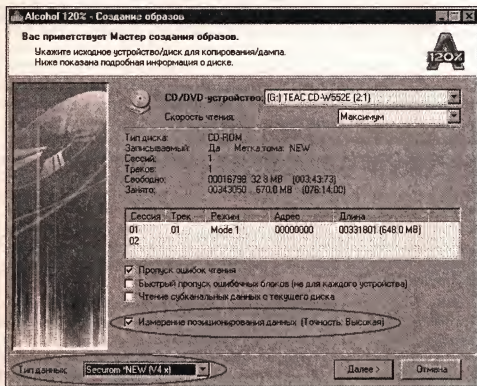 Alcohol 120% - Создание образов
Вас приветствует Мастер создания образов.
Укажите исходное устройство/диск для копирования/дампа.
Ниже показана подробная информация о диске.
120%
CD/DVD-устройство: (G:) TEAC CD-W552E (2:1)
Скорость чтения: Максимум
Тип диска: CD-ROM
Записываемый: Да Метка тома: NEW
Сессий: 1
Треков: 1
Свободно: 00016798 32.8 MB (003:43:73)
Занято: 00343050 670.0 MB (076:14:00)
Сессия Трек Режим Адрес Длина
01 01 Mode 1 00000000 00331801 (648.0 MB)
02
Пропуск ошибок чтения
Быстрый пропуск ошибочных блоков (не для каждого устройства)
Чтение субканальных данных с текущего диска
Измерение позиционирования данных (Точность: Высокая)
Тип данных: Securom *NEW (V4.x)
Далее >
Отмена